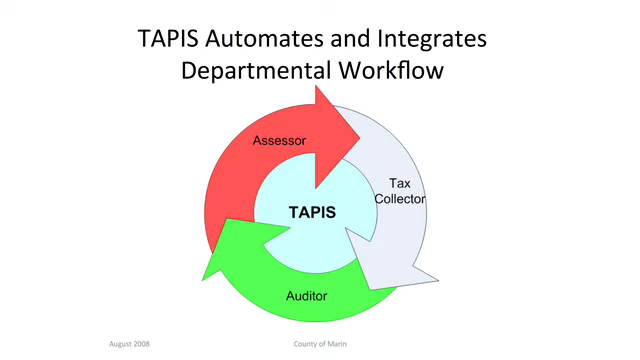 TAPIS Automates and Integrates
Departmental Workflow
Assessor
Tax
Collector
TAPIS
Auditor
August 2008
County of Marin